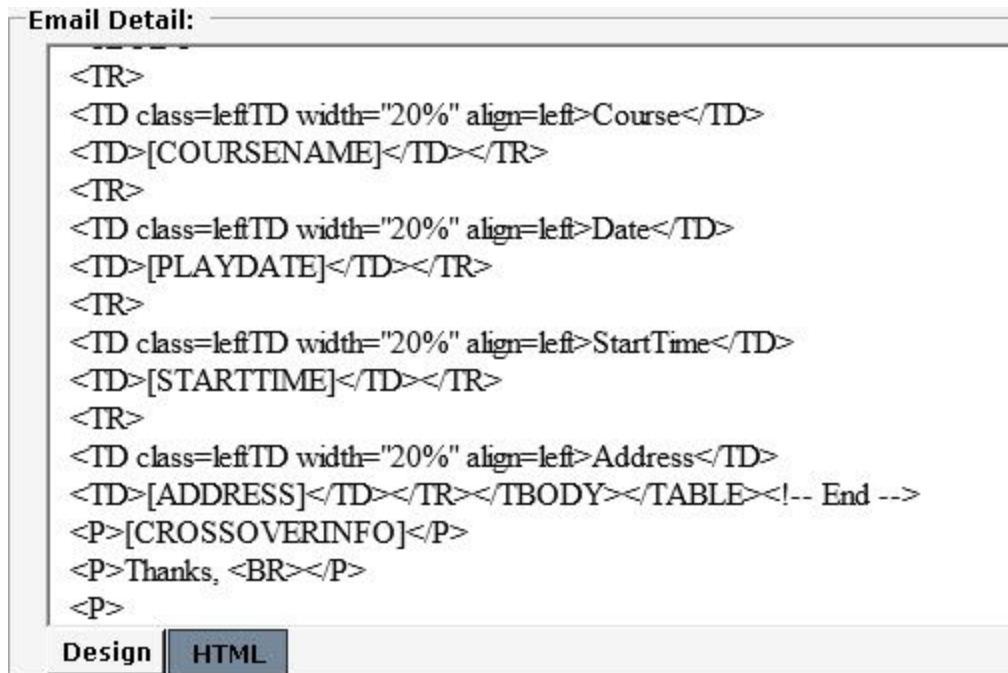 Email Detail:
<TR>
<TD class=leftTD width="20%" align=left>Course</TD>
<TD>[COURSENAME]</TD></TR>
<TR>
<TD class=leftTD width="20%" align=left>Date</TD>
<TD>[PLAYDATE]</TD></TR>
<TR>
<TD class=leftTD width="20%" align=left>StartTime</TD>
<TD>[STARTTIME]</TD></TR>
<TR>
<TD class=leftTD width="20%" align=left>Address</TD>
<TD>[ADDRESS]</TD></TR></TBODY></TABLE><!-- End -->
<P>[CROSSOVERINFO]</P>
<P>Thanks, <BR></P>
<P>
Design HTML